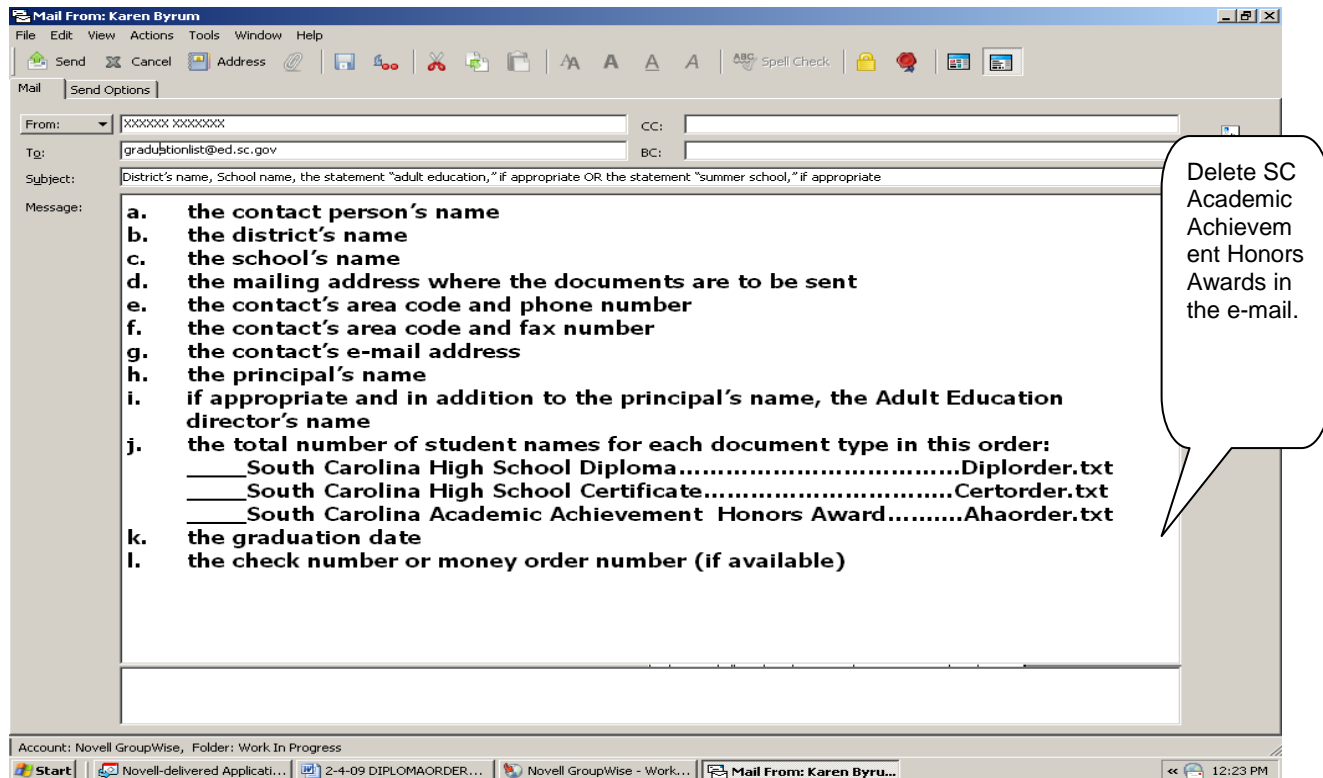 Mail From: Karen Byrum
File Edit View Actions Tools Window Help
Send Cancel Address Spell Check
Mail Send Options
From: XXXXXX XXXXXXX CC:
To: graduationlist@ed.sc.gov BC:
Subject: District's name, School name, the statement "adult education," if appropriate OR the statement "summer school," if appropriate
Message:
a. the contact person's name
b. the district's name
c. the school's name
d. the mailing address where the documents are to be sent
e. the contact's area code and phone number
f. the contact's area code and fax number
g. the contact's e-mail address
h. the principal's name
i. if appropriate and in addition to the principal's name, the Adult Education
director's name
j. the total number of student names for each document type in this order:
_____South Carolina High School Diploma....................................Diplorder.txt
_____South Carolina High School Certificate................................Certorder.txt
_____South Carolina Academic Achievement Honors Award..........Ahaorder.txt
k. the graduation date
l. the check number or money order number (if available)
Delete SC
Academic
Achievem
ent Honors
Awards in
the e-mail.
Account: Novell GroupWise, Folder: Work In Progress
Start Novell-delivered Applicati... 2-4-09 DIPLOMAORDER... Novell GroupWise - Work... Mail From: Karen Byru... « 12:23 PM